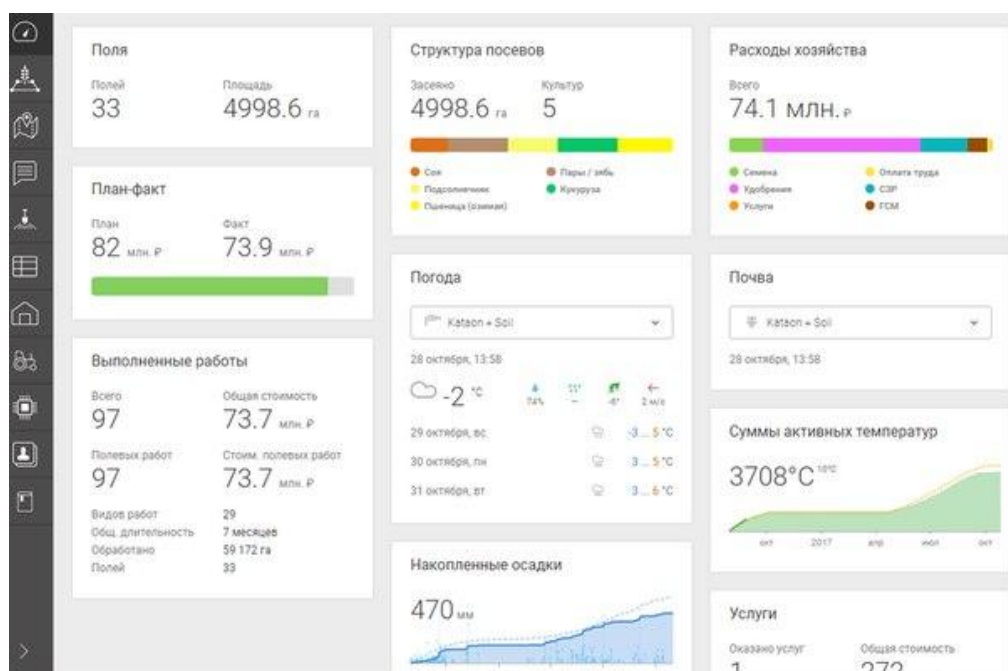 Поля
Полей Площадь
33 4998.6 га
План-факт
План Факт
82 млн. ₽ 73.9 млн. ₽
Выполненные работы
Всего Общая стоимость
97 73.7 млн. ₽
Полевых работ Стоим. полевых работ
97 73.7 млн. ₽
Видов работ 29
Общ. длительность 7 месяцев
Обработано 59 172 га
Полей 33
Структура посевов
Засеяно Культур
4998.6 га 5
Соя Пары / зябь
Подсолнечник Кукуруза
Пшеница (озимая)
Погода
Kataon + Soil
28 октября, 13:58
-2 °C 74% -- -6° 2 м/с
29 октября, вс -3 ... 5 °C
30 октября, пн 3 ... 5 °C
31 октября, вт 3 ... 6 °C
Накопленные осадки
470 мм
Расходы хозяйства
Всего
74.1 млн. ₽
Семена Оплата труда
Удобрения СЗР
Услуги ГСМ
Почва
Kataon + Soil
28 октября, 13:58
Суммы активных температур
3708°C 10°C
окт 2017 апр июл окт
Услуги
Оказано услуг Общая стоимость
1 272